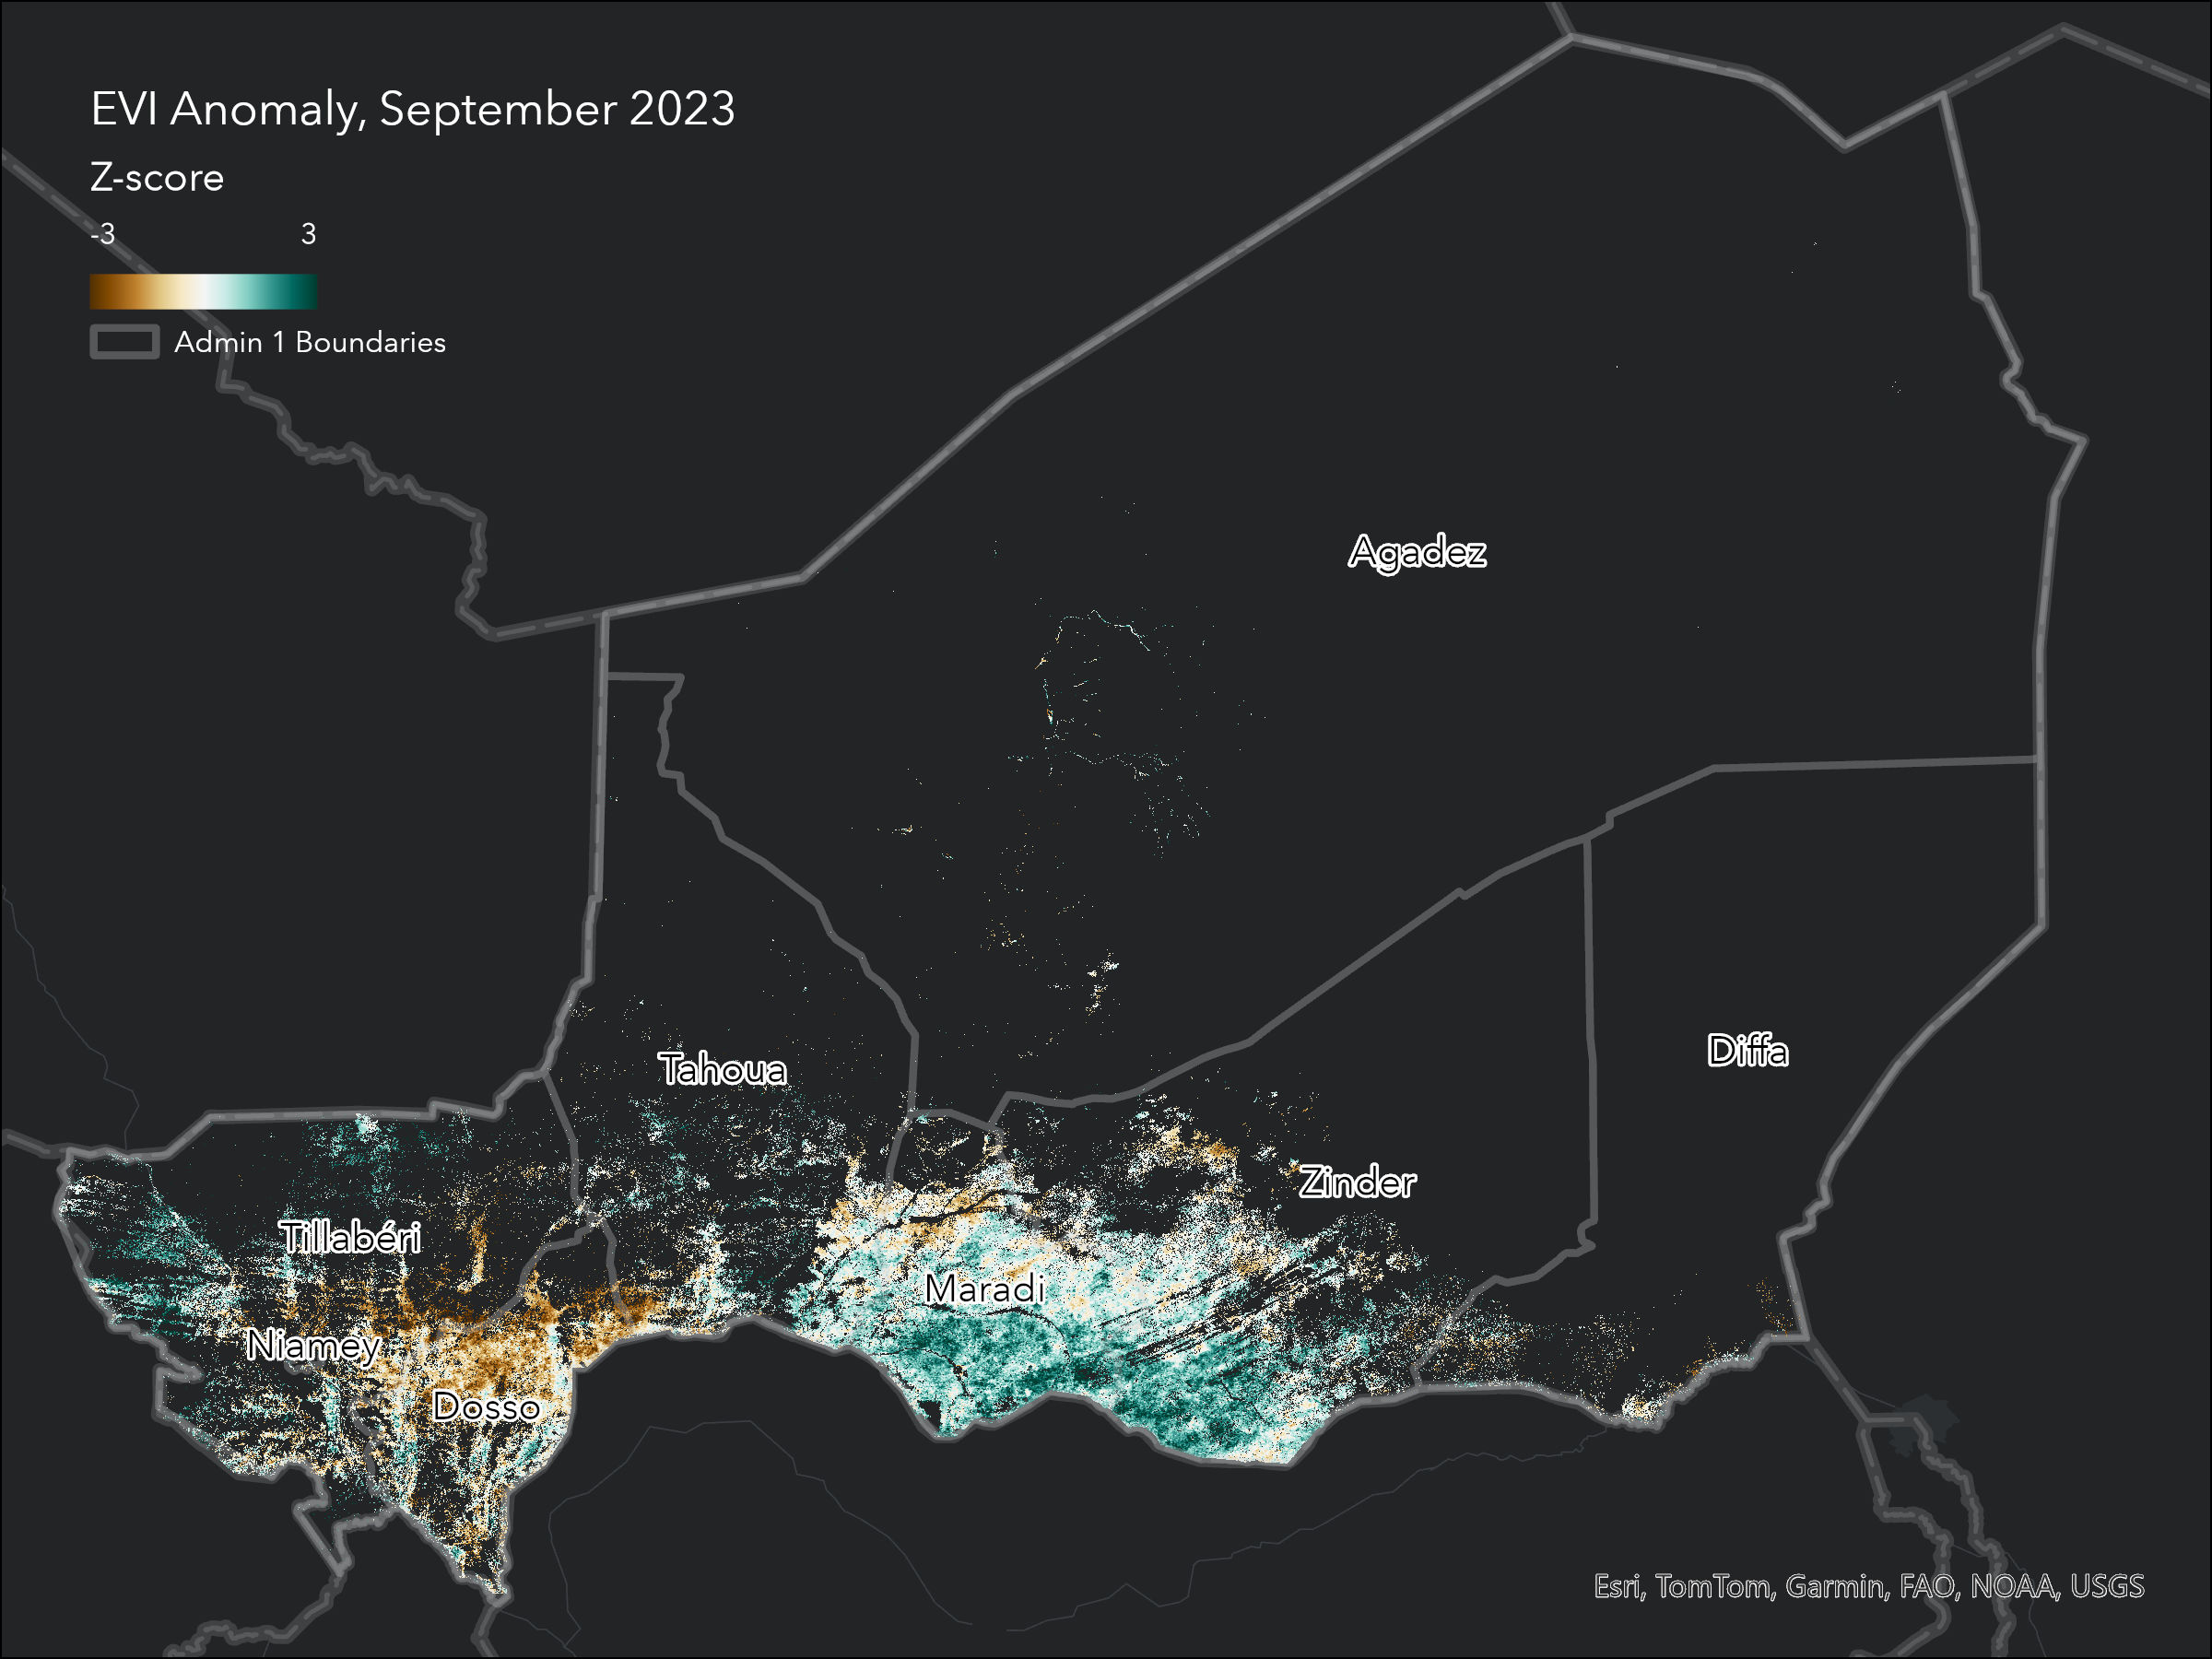 EVI Anomaly, September 2023
Z-score
-3 3
Admin 1 Boundaries
Agadez
Diffa
Tahoua
Zinder
Tillabéri
Maradi
Niamey
Dosso
Esri, TomTom, Garmin, FAO, NOAA, USGS